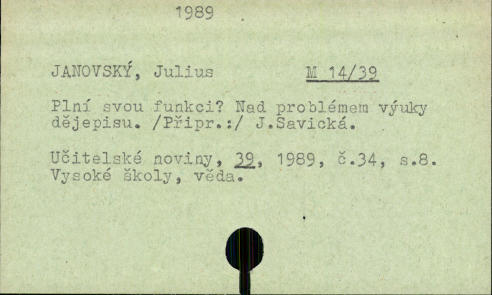 1989
JANOVSKÝ, Julius M 14/39
Plní svou funkci? Nad problémem výuky
dějepisu. /Připr.:/ J.Savická.
Učitelské noviny, 39, 1989, č.34, s.8.
Vysoké školy, věda.